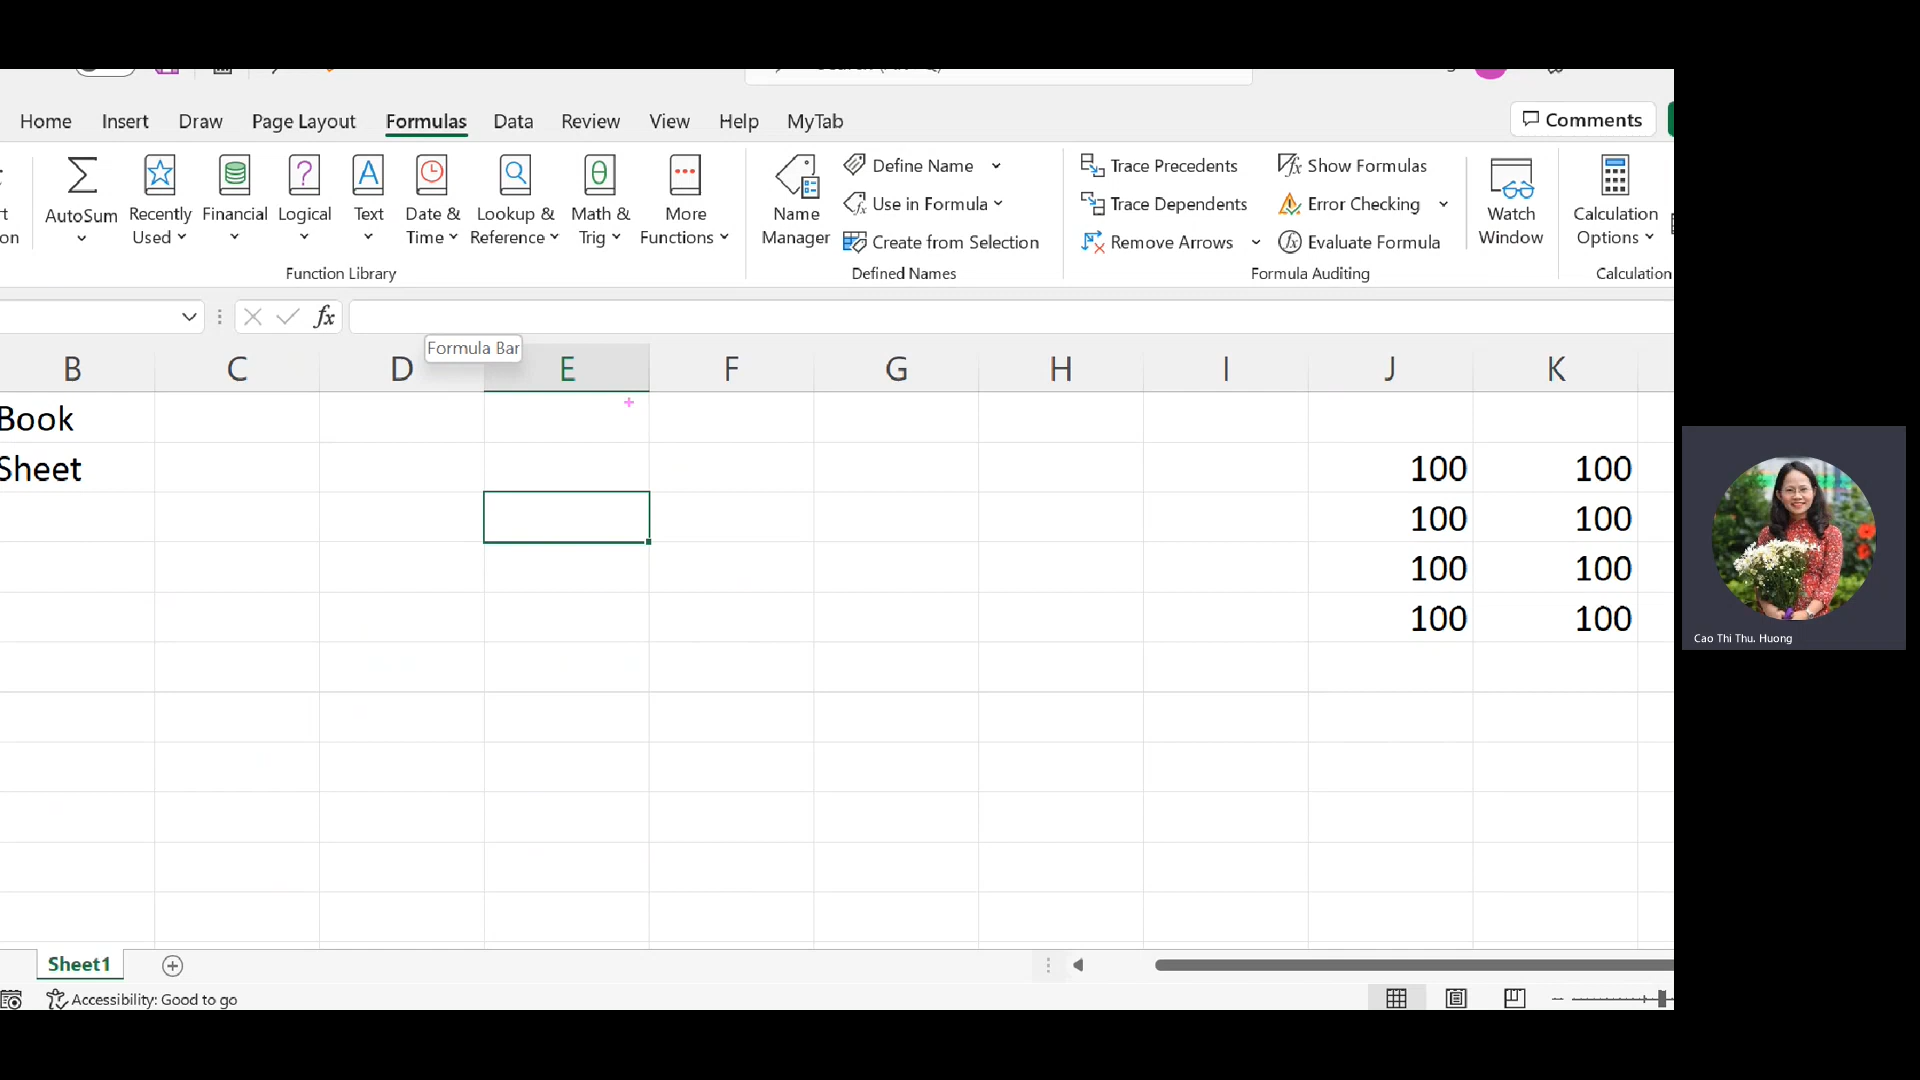 Home Insert Draw Page Layout Formulas Data Review View Help MyTab Comments
AutoSum Recently Used Financial Logical Text Date & Time Lookup & Reference Math & Trig More Functions
Function Library
Name Manager Define Name Use in Formula Create from Selection
Defined Names
Trace Precedents Trace Dependents Remove Arrows Show Formulas Error Checking Evaluate Formula
Formula Auditing
Watch Window
Calculation Options
Calculation
fx
Formula Bar
B C D E F G H I J K
Book
Sheet 100 100
100 100
100 100
100 100
Cao Thi Thu. Huong
Sheet1
Accessibility: Good to go